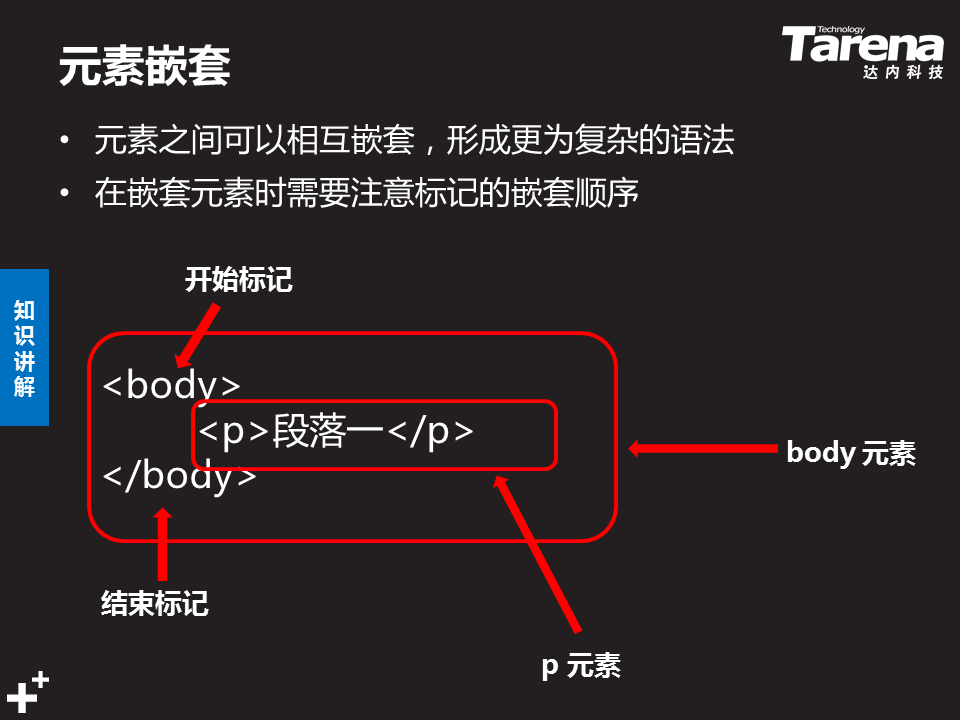 元素嵌套
Technology
Tarena
达内科技
• 元素之间可以相互嵌套，形成更为复杂的语法
• 在嵌套元素时需要注意标记的嵌套顺序
知识讲解
开始标记
<body>
<p>段落一</p>
</body>
body 元素
结束标记
p 元素